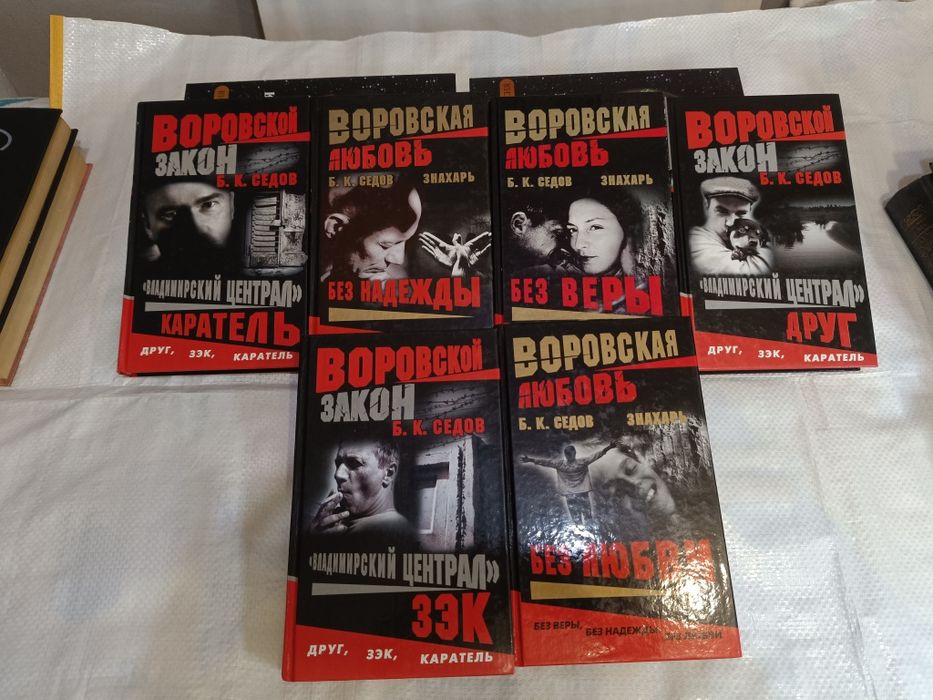 ВОРОВСКОЙ
ЗАКОН
Б. К. СЕДОВ
«ВЛАДИМИРСКИЙ ЦЕНТРАЛ»
КАРАТЕЛЬ
ДРУГ, ЗЭК, КАРАТЕЛЬ
ВОРОВСКАЯ
ЛЮБОВЬ
Б. К. СЕДОВ ЗНАХАРЬ
БЕЗ НАДЕЖДЫ
ВОРОВСКАЯ
ЛЮБОВЬ
Б. К. СЕДОВ ЗНАХАРЬ
БЕЗ ВЕРЫ
ВОРОВСКОЙ
ЗАКОН
Б. К. СЕДОВ
«ВЛАДИМИРСКИЙ ЦЕНТРАЛ»
ДРУГ
ДРУГ, ЗЭК, КАРАТЕЛЬ
ВОРОВСКОЙ
ЗАКОН
Б. К. СЕДОВ
«ВЛАДИМИРСКИЙ ЦЕНТРАЛ»
ЗЭК
ДРУГ, ЗЭК, КАРАТЕЛЬ
ВОРОВСКАЯ
ЛЮБОВЬ
Б. К. СЕДОВ ЗНАХАРЬ
БЕЗ ЛЮБВИ
БЕЗ ВЕРЫ, БЕЗ НАДЕЖДЫ, БЕЗ ЛЮБВИ